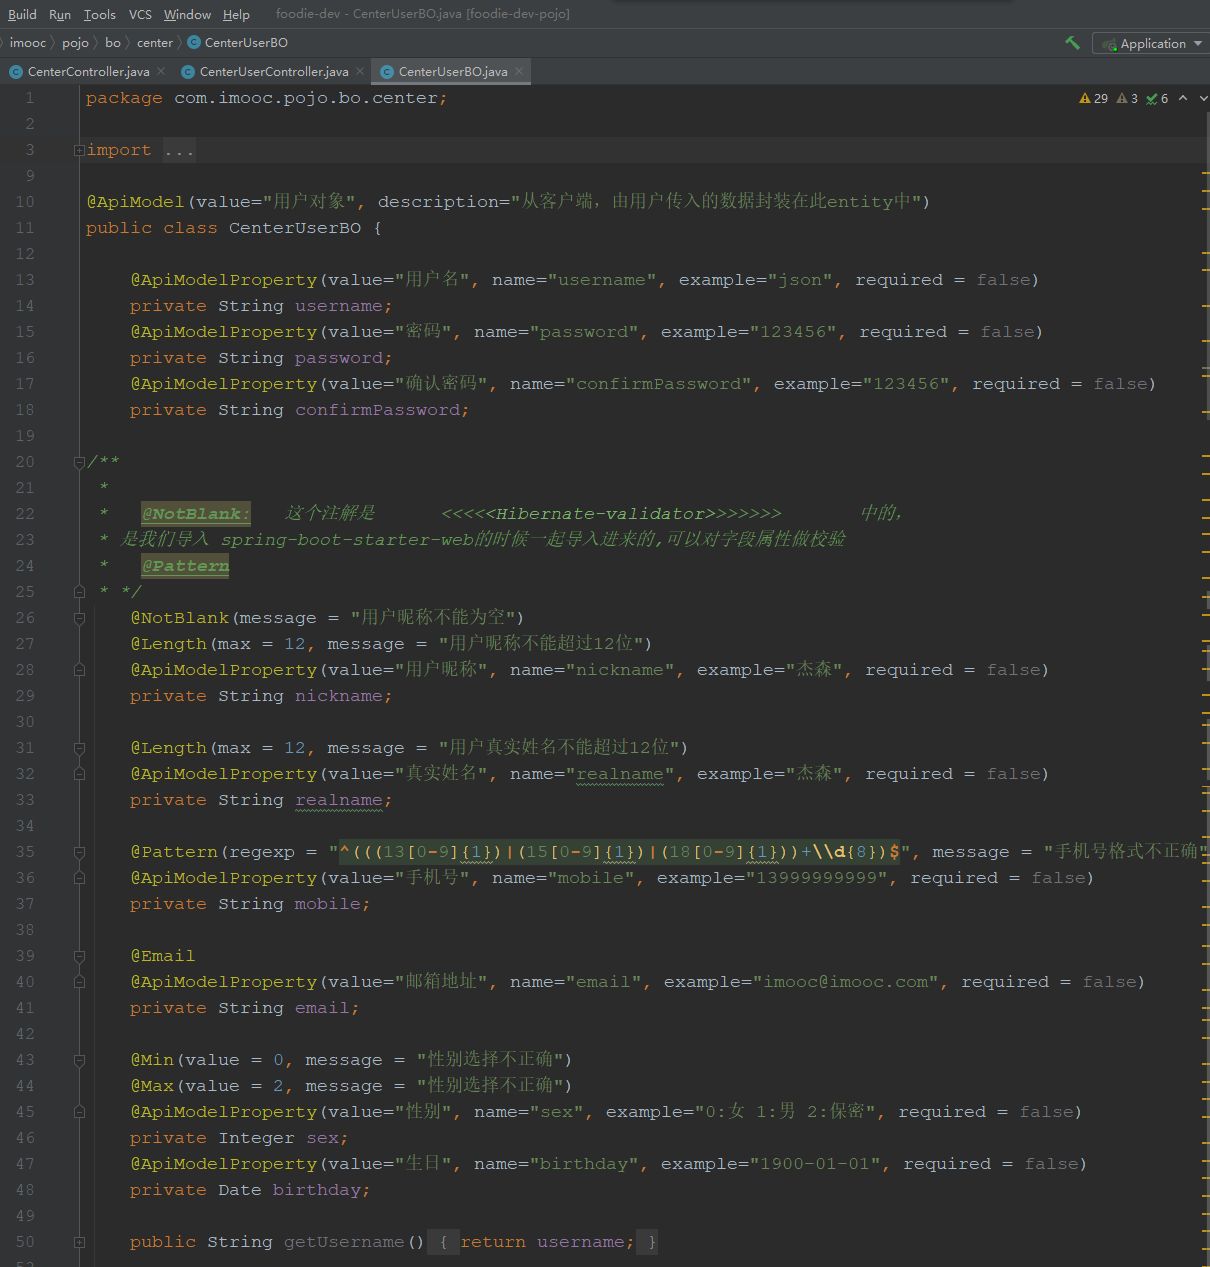 Build Run Tools VCS Window Help foodie-dev - CenterUserBO.java [foodie-dev-pojo]
imooc pojo bo center CenterUserBO Application
CenterController.java CenterUserController.java CenterUserBO.java
1 package com.imooc.pojo.bo.center; 29 3 6
2
3 import ...
9
10 @ApiModel(value="用户对象", description="从客户端，由用户传入的数据封装在此entity中")
11 public class CenterUserBO {
12
13 @ApiModelProperty(value="用户名", name="username", example="json", required = false)
14 private String username;
15 @ApiModelProperty(value="密码", name="password", example="123456", required = false)
16 private String password;
17 @ApiModelProperty(value="确认密码", name="confirmPassword", example="123456", required = false)
18 private String confirmPassword;
19
20 /**
21 *
22 * @NotBlank: 这个注解是 <<<<<Hibernate-validator>>>>>>> 中的,
23 * 是我们导入 spring-boot-starter-web的时候一起导入进来的,可以对字段属性做校验
24 * @Pattern
25 * */
26 @NotBlank(message = "用户昵称不能为空")
27 @Length(max = 12, message = "用户昵称不能超过12位")
28 @ApiModelProperty(value="用户昵称", name="nickname", example="杰森", required = false)
29 private String nickname;
30
31 @Length(max = 12, message = "用户真实姓名不能超过12位")
32 @ApiModelProperty(value="真实姓名", name="realname", example="杰森", required = false)
33 private String realname;
34
35 @Pattern(regexp = "^(((13[0-9]{1})|(15[0-9]{1})|(18[0-9]{1}))+\\d{8})$", message = "手机号格式不正确"
36 @ApiModelProperty(value="手机号", name="mobile", example="13999999999", required = false)
37 private String mobile;
38
39 @Email
40 @ApiModelProperty(value="邮箱地址", name="email", example="imooc@imooc.com", required = false)
41 private String email;
42
43 @Min(value = 0, message = "性别选择不正确")
44 @Max(value = 2, message = "性别选择不正确")
45 @ApiModelProperty(value="性别", name="sex", example="0:女 1:男 2:保密", required = false)
46 private Integer sex;
47 @ApiModelProperty(value="生日", name="birthday", example="1900-01-01", required = false)
48 private Date birthday;
49
50 public String getUsername() { return username; }